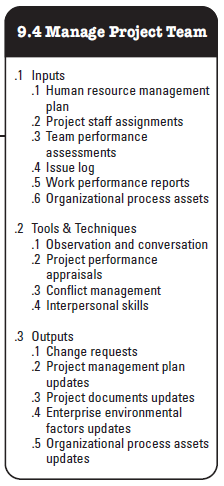 9.4 Manage Project Team
.1 Inputs
.1 Human resource management
plan
.2 Project staff assignments
.3 Team performance
assessments
.4 Issue log
.5 Work performance reports
.6 Organizational process assets
.2 Tools & Techniques
.1 Observation and conversation
.2 Project performance
appraisals
.3 Conflict management
.4 Interpersonal skills
.3 Outputs
.1 Change requests
.2 Project management plan
updates
.3 Project documents updates
.4 Enterprise environmental
factors updates
.5 Organizational process assets
updates